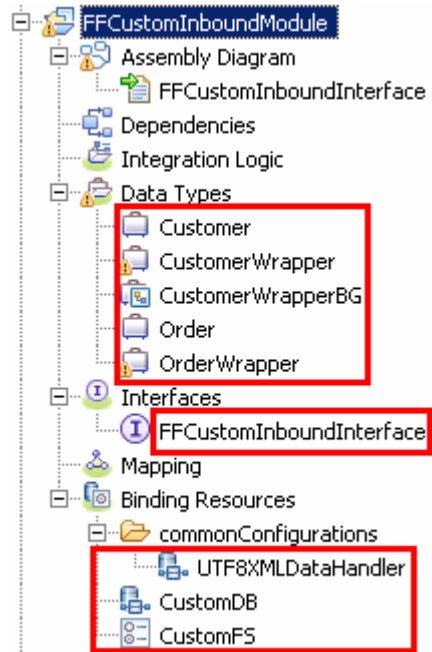 FFCustomInboundModule
Assembly Diagram
FFCustomInboundInterface
Dependencies
Integration Logic
Data Types
Customer
CustomerWrapper
CustomerWrapperBG
Order
OrderWrapper
Interfaces
I FFCustomInboundInterface
Mapping
Binding Resources
commonConfigurations
UTF8XMLDataHandler
CustomDB
CustomFS